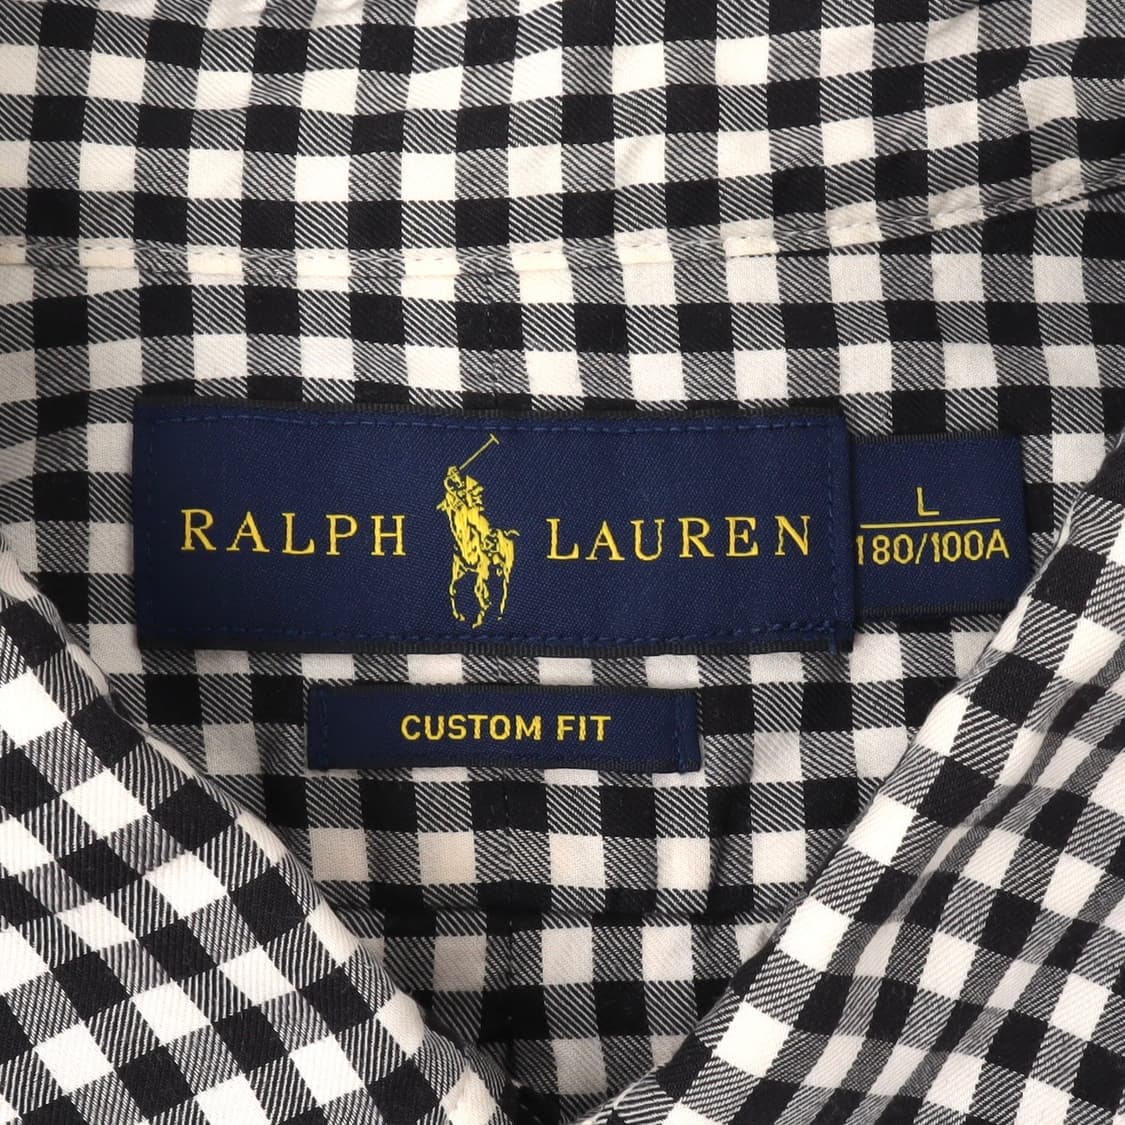 RALPH LAUREN
L
180/100A
CUSTOM FIT